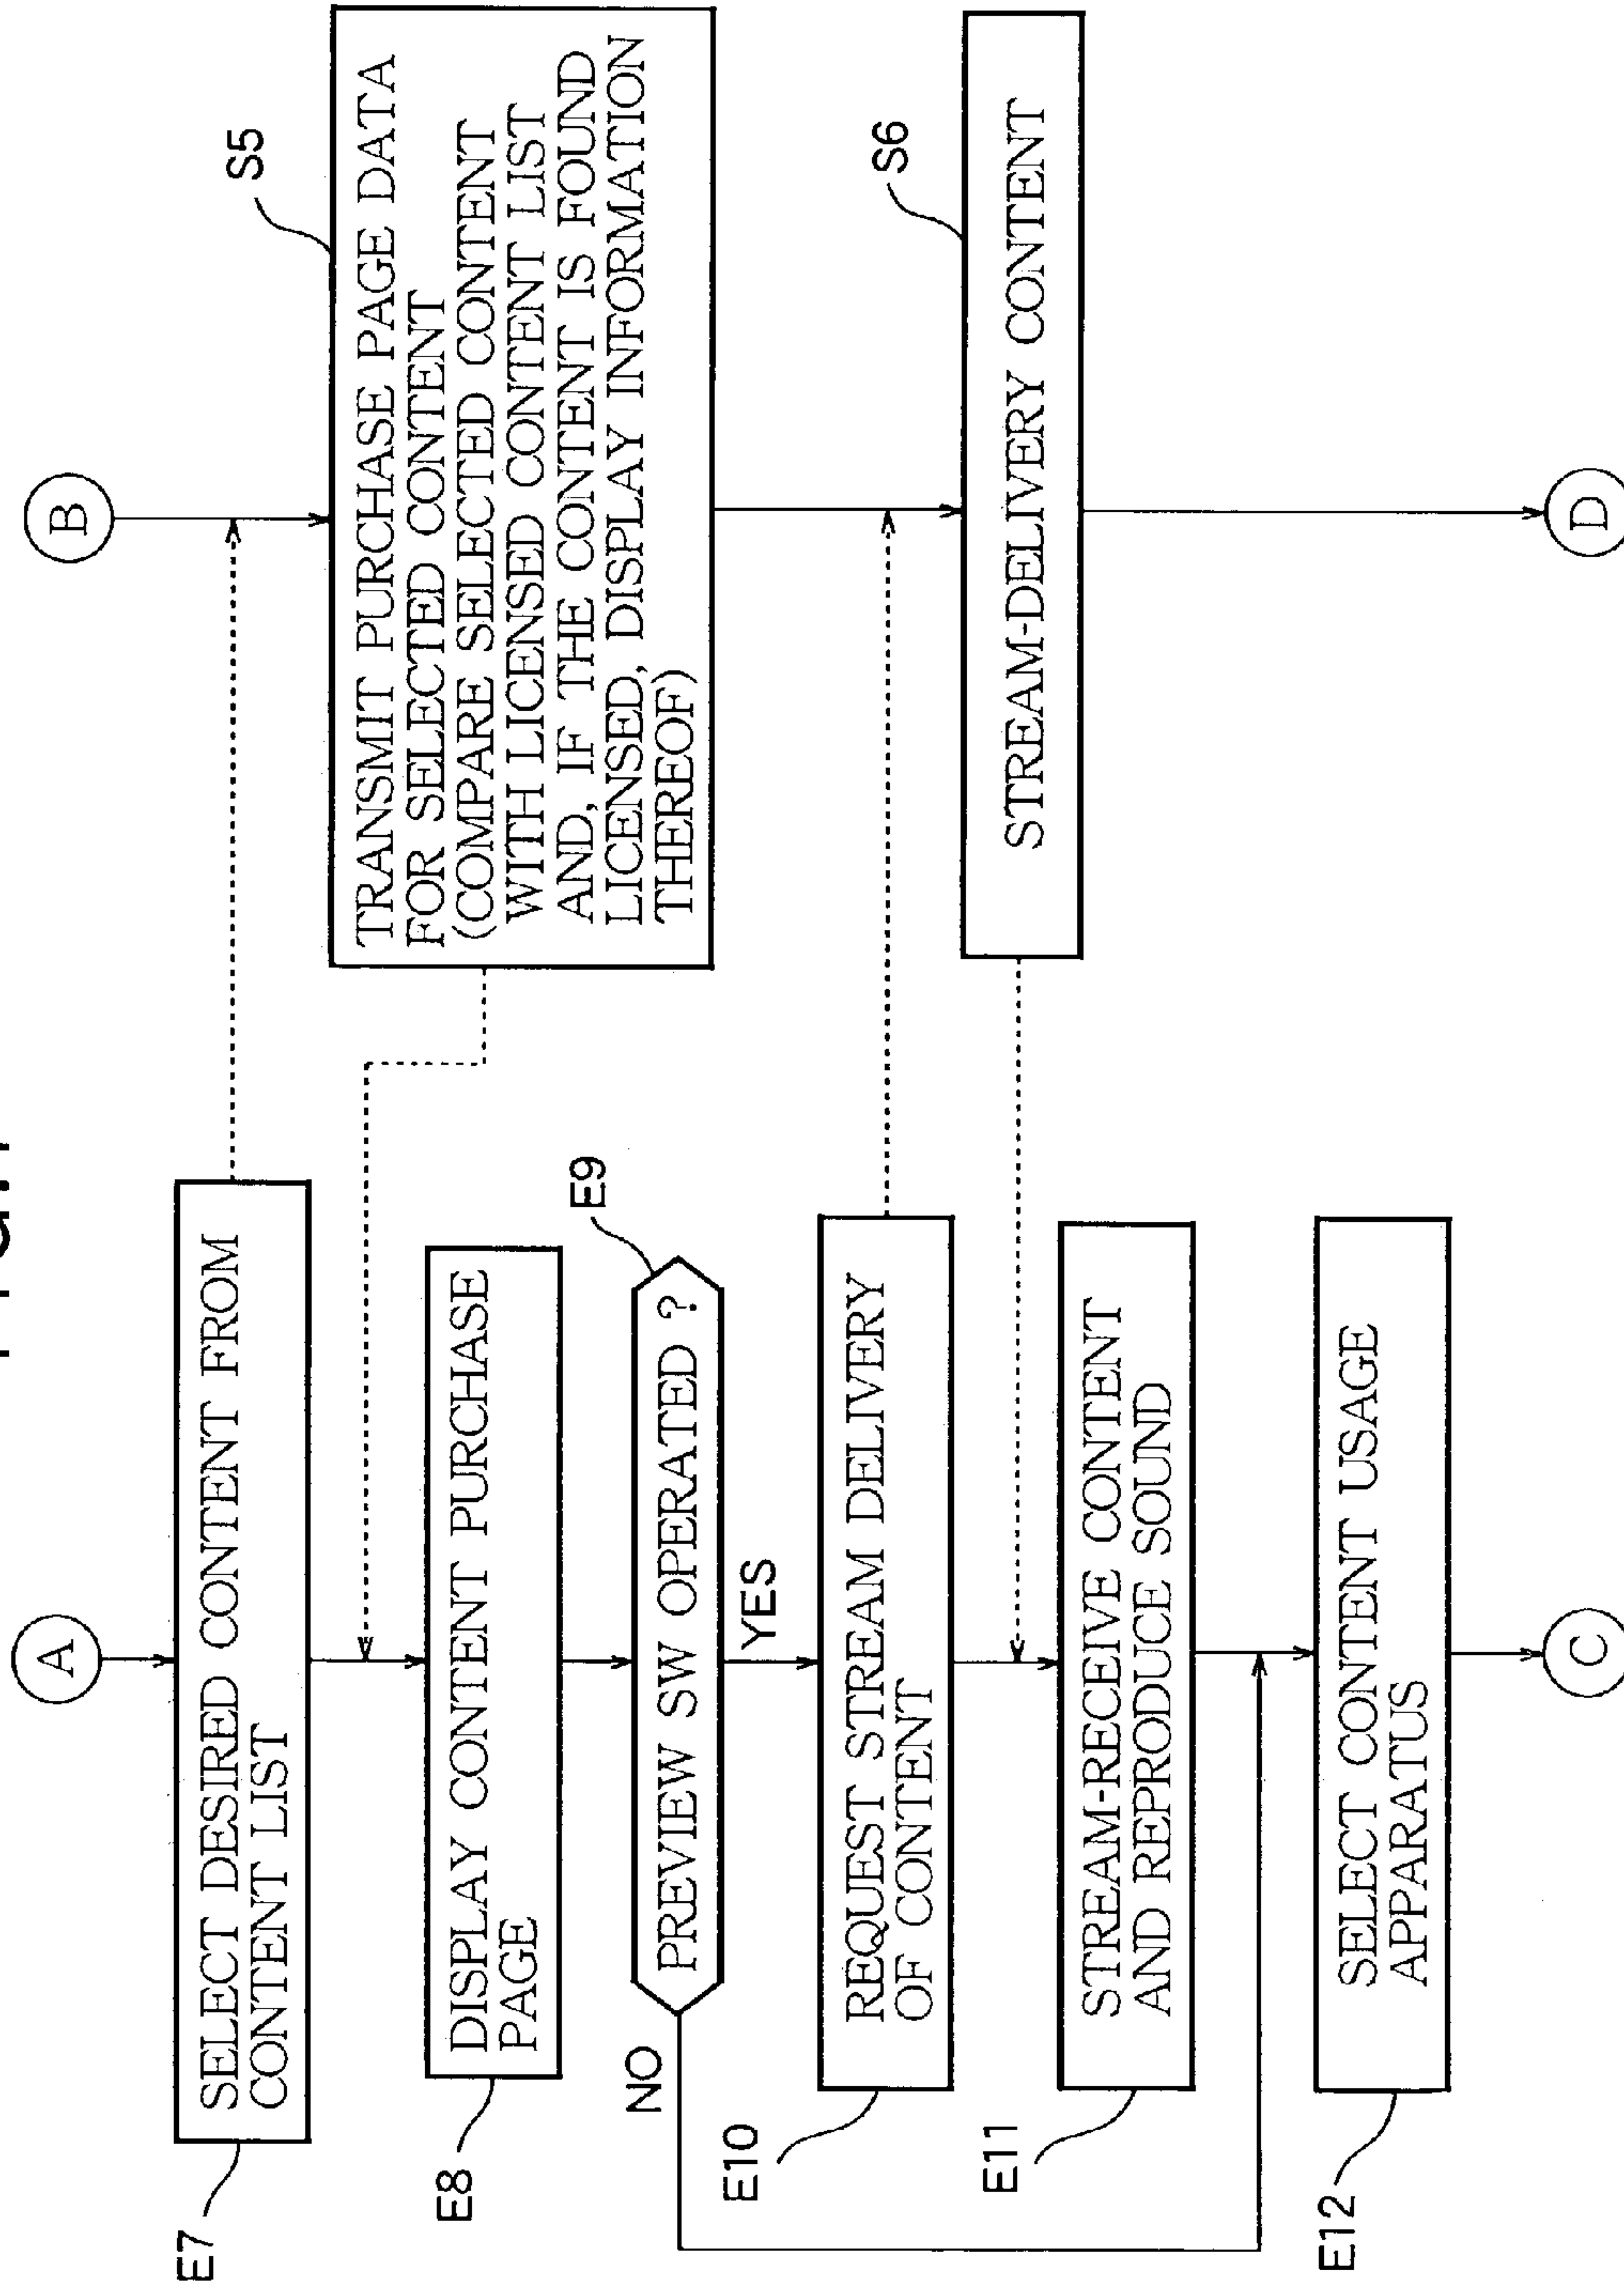 A
E7
SELECT DESIRED CONTENT FROM
CONTENT LIST
E8
DISPLAY CONTENT PURCHASE
PAGE
E9
PREVIEW SW OPERATED ?
NO
YES
E10
REQUEST STREAM DELIVERY
OF CONTENT
E11
STREAM-RECEIVE CONTENT
AND REPRODUCE SOUND
E12
SELECT CONTENT USAGE
APPARATUS
C
B
S5
TRANSMIT PURCHASE PAGE DATA
FOR SELECTED CONTENT
(COMPARE SELECTED CONTENT
WITH LICENSED CONTENT LIST
AND, IF THE CONTENT IS FOUND
LICENSED, DISPLAY INFORMATION
THEREOF)
S6
STREAM-DELIVERY CONTENT
D